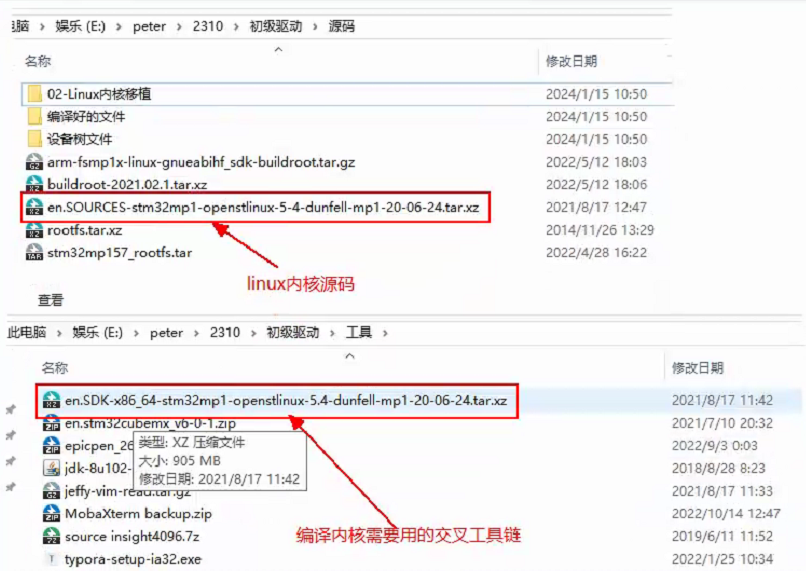 电脑 › 娱乐 (E:) › peter › 2310 › 初级驱动 › 源码
名称 修改日期
02-Linux内核移植 2024/1/15 10:50
编译好的文件 2024/1/15 10:50
设备树文件 2024/1/15 10:50
arm-fsmp1x-linux-gnueabihf_sdk-buildroot.tar.gz 2022/5/12 18:03
buildroot-2021.02.1.tar.xz 2022/5/12 18:06
en.SOURCES-stm32mp1-openstlinux-5-4-dunfell-mp1-20-06-24.tar.xz 2021/8/17 12:47
rootfs.tar.xz 2014/11/26 13:29
stm32mp157_rootfs.tar 2022/4/28 16:22
linux内核源码
查看
此电脑 › 娱乐 (E:) › peter › 2310 › 初级驱动 › 工具 ›
名称 修改日期
en.SDK-x86_64-stm32mp1-openstlinux-5.4-dunfell-mp1-20-06-24.tar.xz 2021/8/17 11:42
en.stm32cubemx_v6-0-1.zip 2021/7/10 20:32
epicpen_26 2022/9/3 0:03
类型: XZ 压缩文件
大小: 905 MB
修改日期: 2021/8/17 11:42
jdk-8u102- 2018/8/28 8:23
jeffy-vim-read.tar.gz 2021/8/17 11:33
MobaXterm backup.zip 2022/10/14 12:47
source insight4096.7z 2019/6/11 11:52
typora-setup-ia32.exe 2022/1/25 10:34
编译内核需要用的交叉工具链